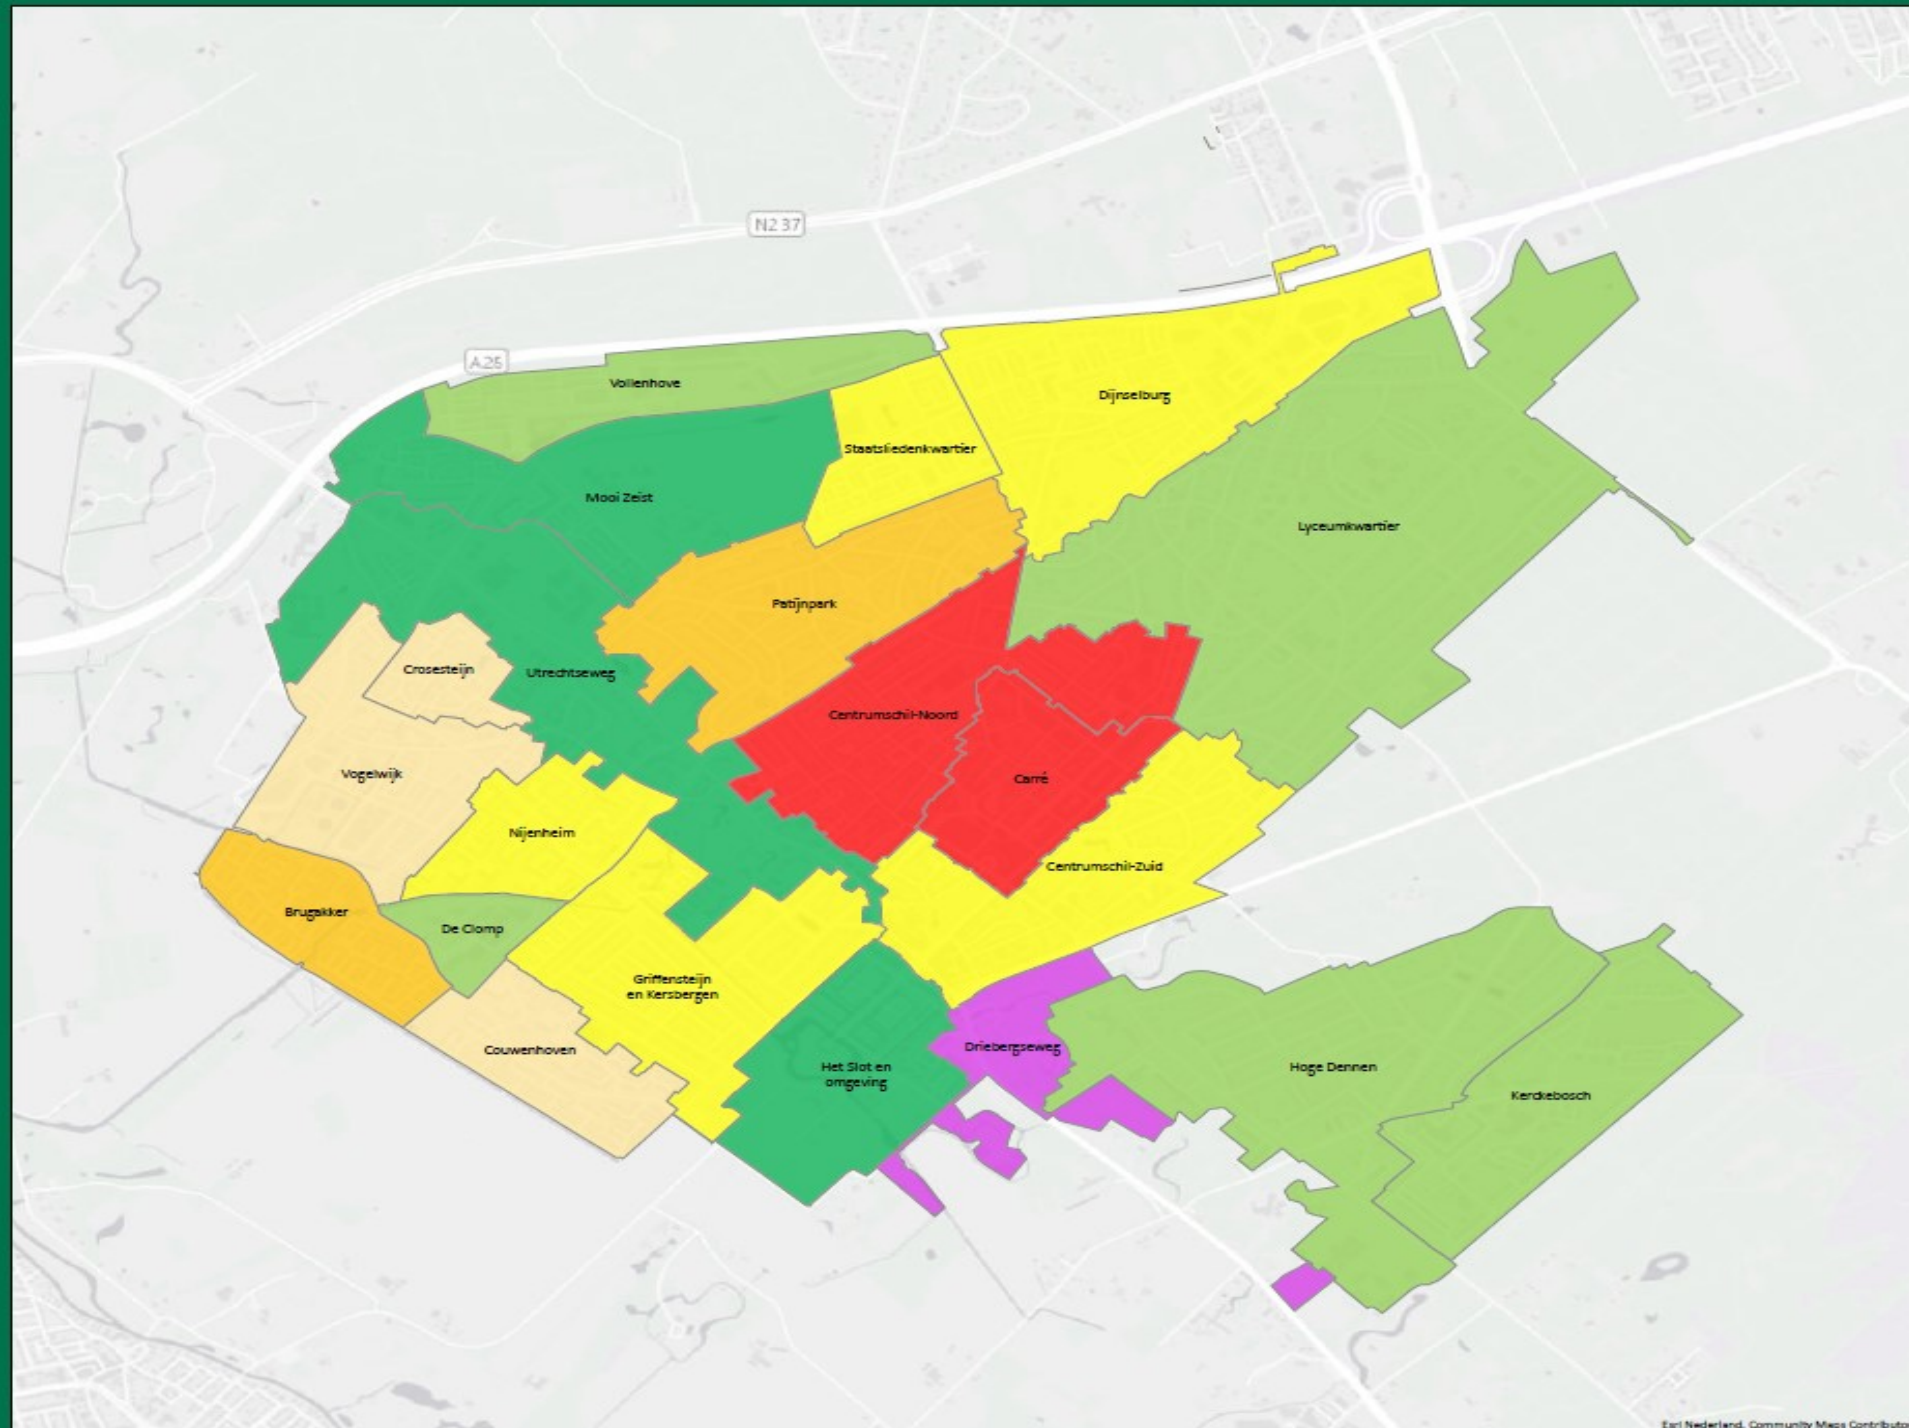 N237
A28
Vollenhove
Dijnselburg
Staatsliedenkwartier
Mooi Zeist
Lyceumkwartier
Patijnpark
Crosesteijn
Utrechtseweg
Centrumschil-Noord
Vogelwijk
Carré
Nijenheim
Centrumschil-Zuid
Brugakker
De Clomp
Griffensteijn
en Kersbergen
Couwenhoven
Driebergseweg
Het Slot en
omgeving
Hoge Dennen
Kerckebosch
Esri Nederland, Community Maps Contributo